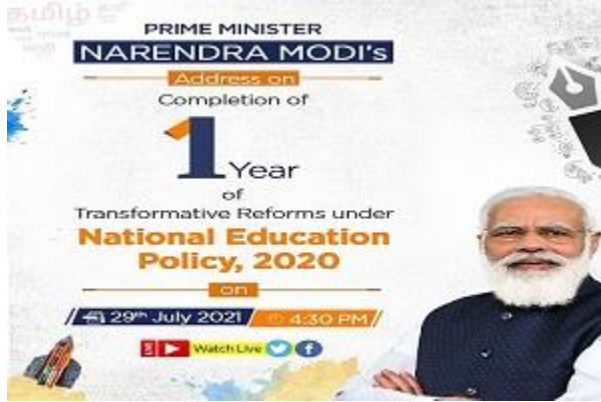 தமிழ்
PRIME MINISTER
NARENDRA MODI's
Address on
Completion of
1 Year
of
Transformative Reforms under
National Education
Policy, 2020
on
29th July 2021 4:30 PM
LIVE Watch Live